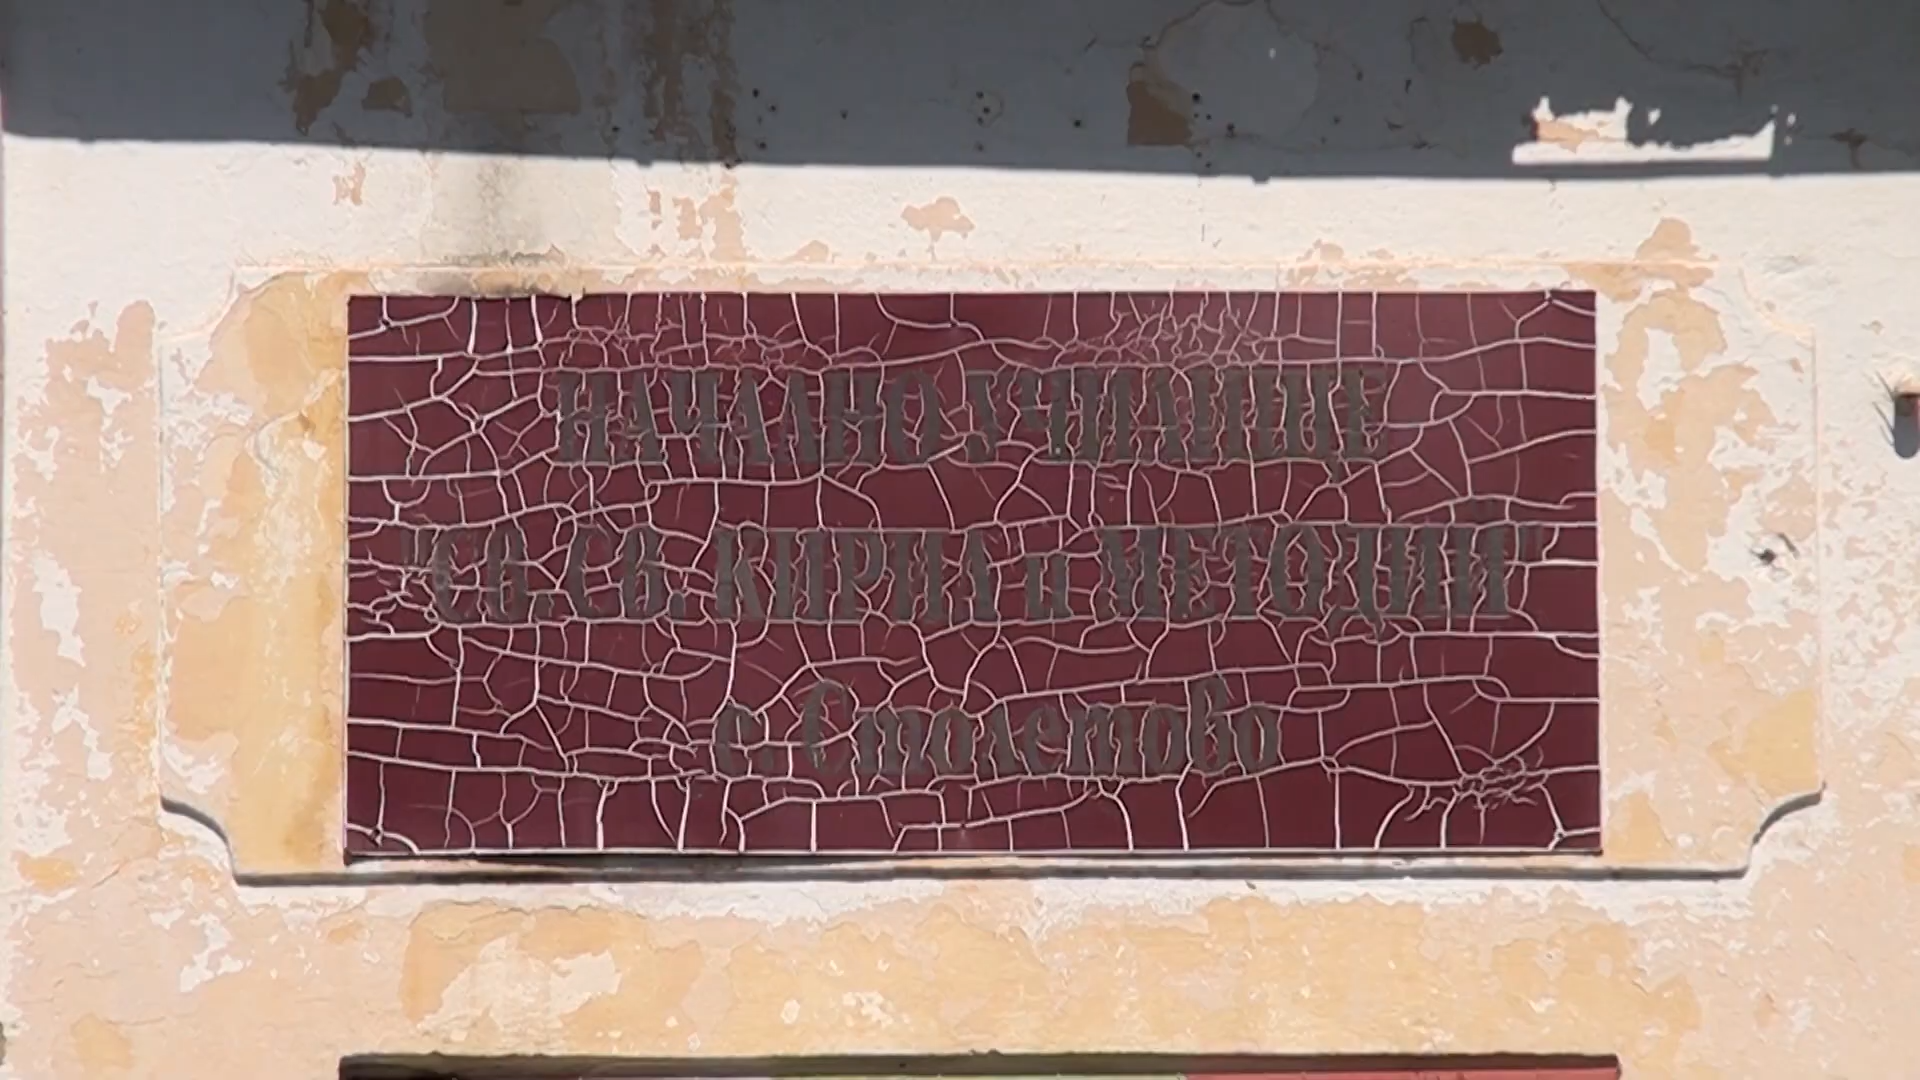 НАЧАЛНО УЧИЛИЩЕ
"Св. Св. КИРИЛ и МЕТОДИЙ"
с. Столетово